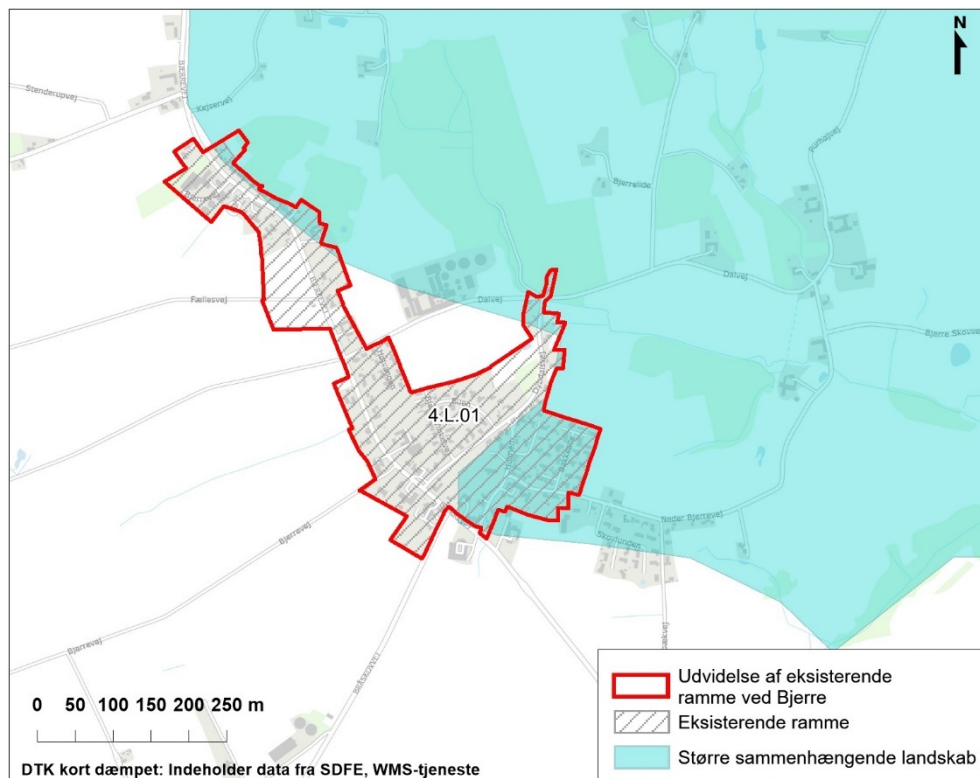 N
Stenderupvej
Kejservej
Bjerrelide
Dalvej
Fællesvej
Dalvej
Bjerre Skovvej
4.L.01
Neder Bjerrevej
Skovlunden
Bjerrevej
Bjerrevej
0 50 100 150 200 250 m
Udvidelse af eksisterende
ramme ved Bjerre
Eksisterende ramme
Større sammenhængende landskab
DTK kort dæmpet: Indeholder data fra SDFE, WMS-tjeneste